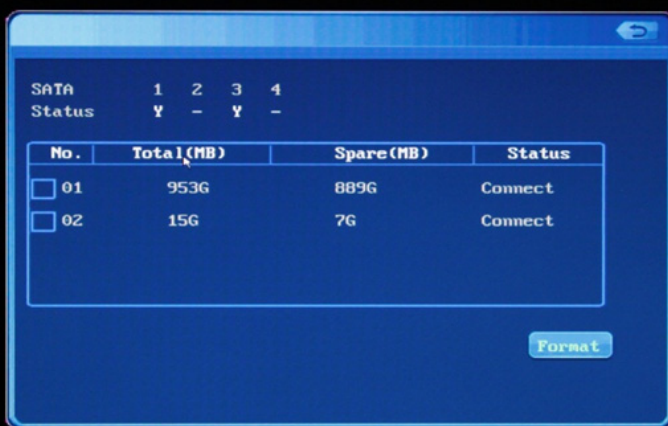 SATA 1 2 3 4
Status Y - Y -
No. Total(MB) Spare(MB) Status
01 953G 889G Connect
02 15G 7G Connect
Format